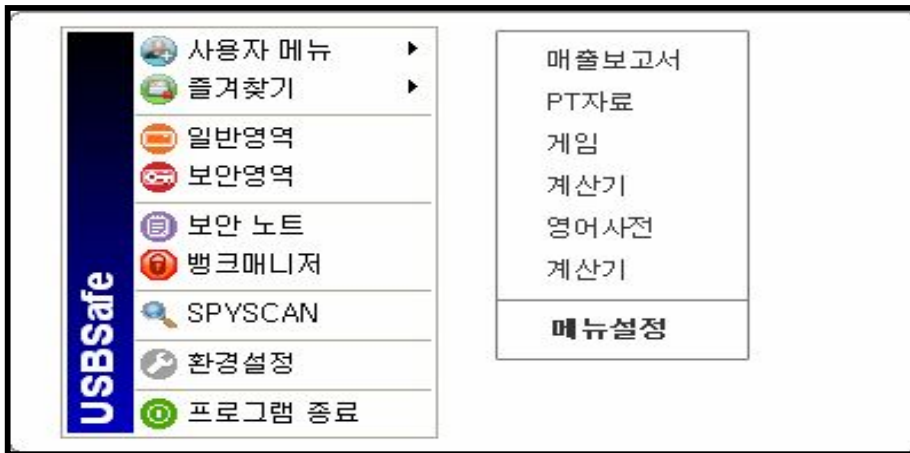 USBSafe
사용자 메뉴
즐겨찾기
일반영역
보안영역
보안 노트
뱅크매니저
SPYSCAN
환경설정
프로그램 종료
매출보고서
PT자료
게임
계산기
영어사전
계산기
메뉴설정